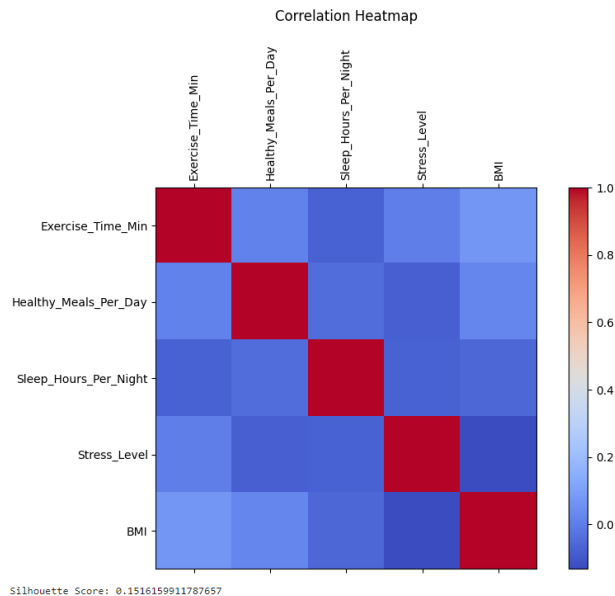 Correlation Heatmap
Exercise_Time_Min
Healthy_Meals_Per_Day
Sleep_Hours_Per_Night
Stress_Level
BMI
Exercise_Time_Min
Healthy_Meals_Per_Day
Sleep_Hours_Per_Night
Stress_Level
BMI
1.0
0.8
0.6
0.4
0.2
0.0
Silhouette Score: 0.1516159911787657